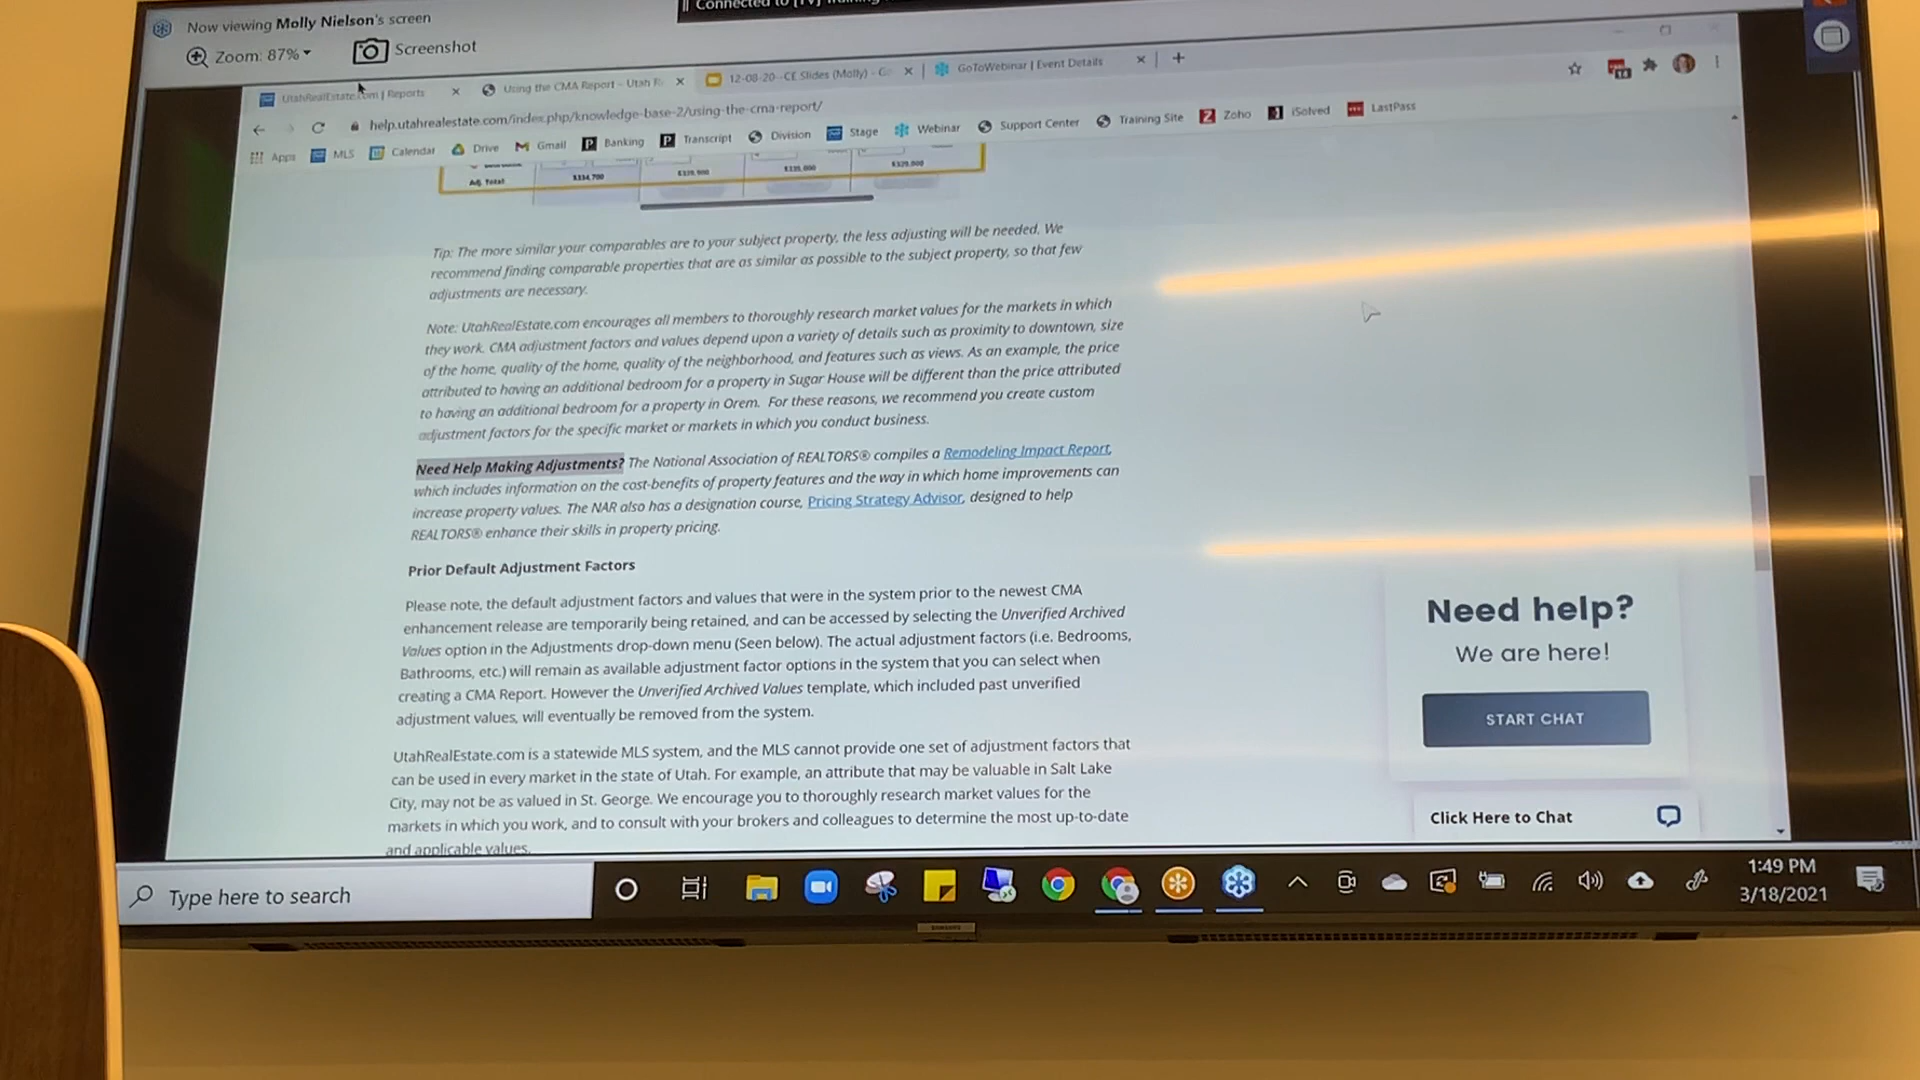 Now viewing Molly Nielson's screen
Connected to [TV] Training
Zoom: 87%
Screenshot
UtahRealEstate.com | Reports
Using the CMA Report - Utah R
12-08-20 -CE Slides (Molly) - Go
GoToWebinar | Event Details
help.utahrealestate.com/index.php/knowledge-base-2/using-the-cma-report/
Apps MLS Calendar Drive Gmail Banking Transcript Division Stage Webinar Support Center Training Site Zoho iSolved LastPass
Adj. Total: $334,700
Tip: The more similar your comparables are to your subject property, the less adjusting will be needed. We
recommend finding comparable properties that are as similar as possible to the subject property, so that few
adjustments are necessary.
Note: UtahRealEstate.com encourages all members to thoroughly research market values for the markets in which
they work. CMA adjustment factors and values depend upon a variety of details such as proximity to downtown, size
of the home, quality of the home, quality of the neighborhood, and features such as views. As an example, the price
attributed to having an additional bedroom for a property in Sugar House will be different than the price attributed
to having an additional bedroom for a property in Orem. For these reasons, we recommend you create custom
adjustment factors for the specific market or markets in which you conduct business.
Need Help Making Adjustments? The National Association of REALTORS® compiles a Remodeling Impact Report,
which includes information on the cost-benefits of property features and the way in which home improvements can
increase property values. The NAR also has a designation course, Pricing Strategy Advisor, designed to help
REALTORS® enhance their skills in property pricing.
Prior Default Adjustment Factors
Please note, the default adjustment factors and values that were in the system prior to the newest CMA
enhancement release are temporarily being retained, and can be accessed by selecting the Unverified Archived
Values option in the Adjustments drop-down menu (Seen below). The actual adjustment factors (i.e. Bedrooms,
Bathrooms, etc.) will remain as available adjustment factor options in the system that you can select when
creating a CMA Report. However the Unverified Archived Values template, which included past unverified
adjustment values, will eventually be removed from the system.
UtahRealEstate.com is a statewide MLS system, and the MLS cannot provide one set of adjustment factors that
can be used in every market in the state of Utah. For example, an attribute that may be valuable in Salt Lake
City, may not be as valued in St. George. We encourage you to thoroughly research market values for the
markets in which you work, and to consult with your brokers and colleagues to determine the most up-to-date
and applicable values.
Need help?
We are here!
START CHAT
Click Here to Chat
Type here to search
1:49 PM
3/18/2021
SAMSUNG